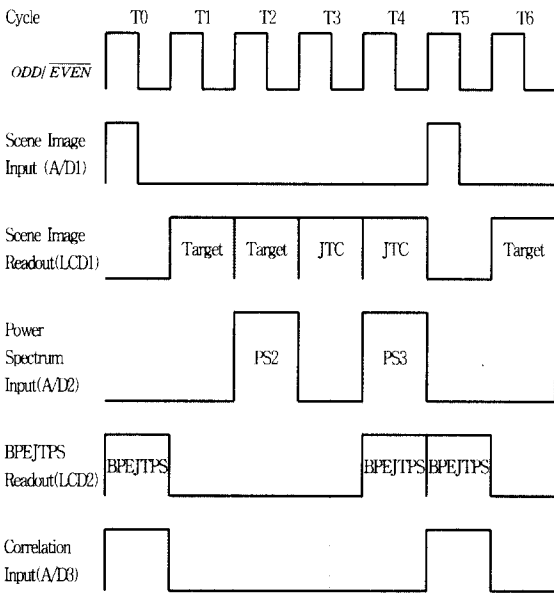 Cycle T0 T1 T2 T3 T4 T5 T6
ODD/ EVEN
Scene Image
Input (A/D1)
Scene Image
Readout(LCD1)
Target Target JTC JTC Target
Power
Spectrum
Input(A/D2)
PS2 PS3
BPEJTPS
Readout(LCD2)
BPEJTPS BPEJTPS BPEJTPS
Correlation
Input(A/D3)